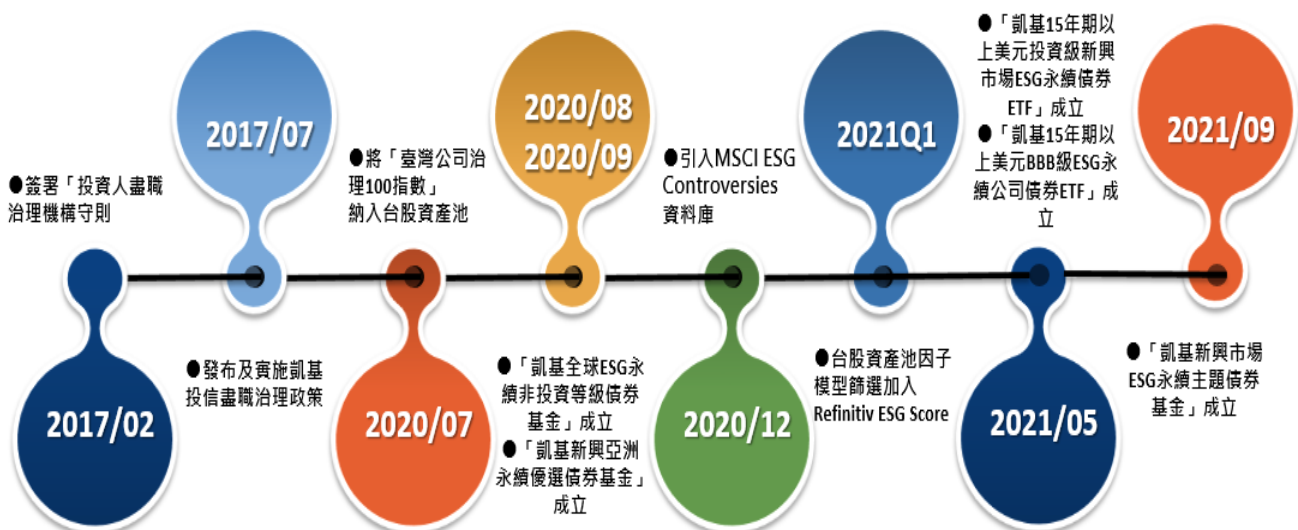 2017/02
●簽署「投資人盡職
治理機構守則
2017/07
●發布及實施凱基
投信盡職治理政策
2020/07
●將「臺灣公司治
理100指數」
納入台股資產池
2020/08
2020/09
●「凱基全球ESG永
續非投資等級債券
基金」成立
●「凱基新興亞洲
永續優選債券基金」
成立
2020/12
●引入MSCI ESG
Controversies
資料庫
2021Q1
●台股資產池因子
模型篩選加入
Refinitiv ESG Score
2021/05
●「凱基15年期以
上美元投資級新興
市場ESG永續債券
ETF」成立
●「凱基15年期以
上美元BBB級ESG永
續公司債券ETF」成
立
2021/09
●「凱基新興市場
ESG永續主題債券
基金」成立